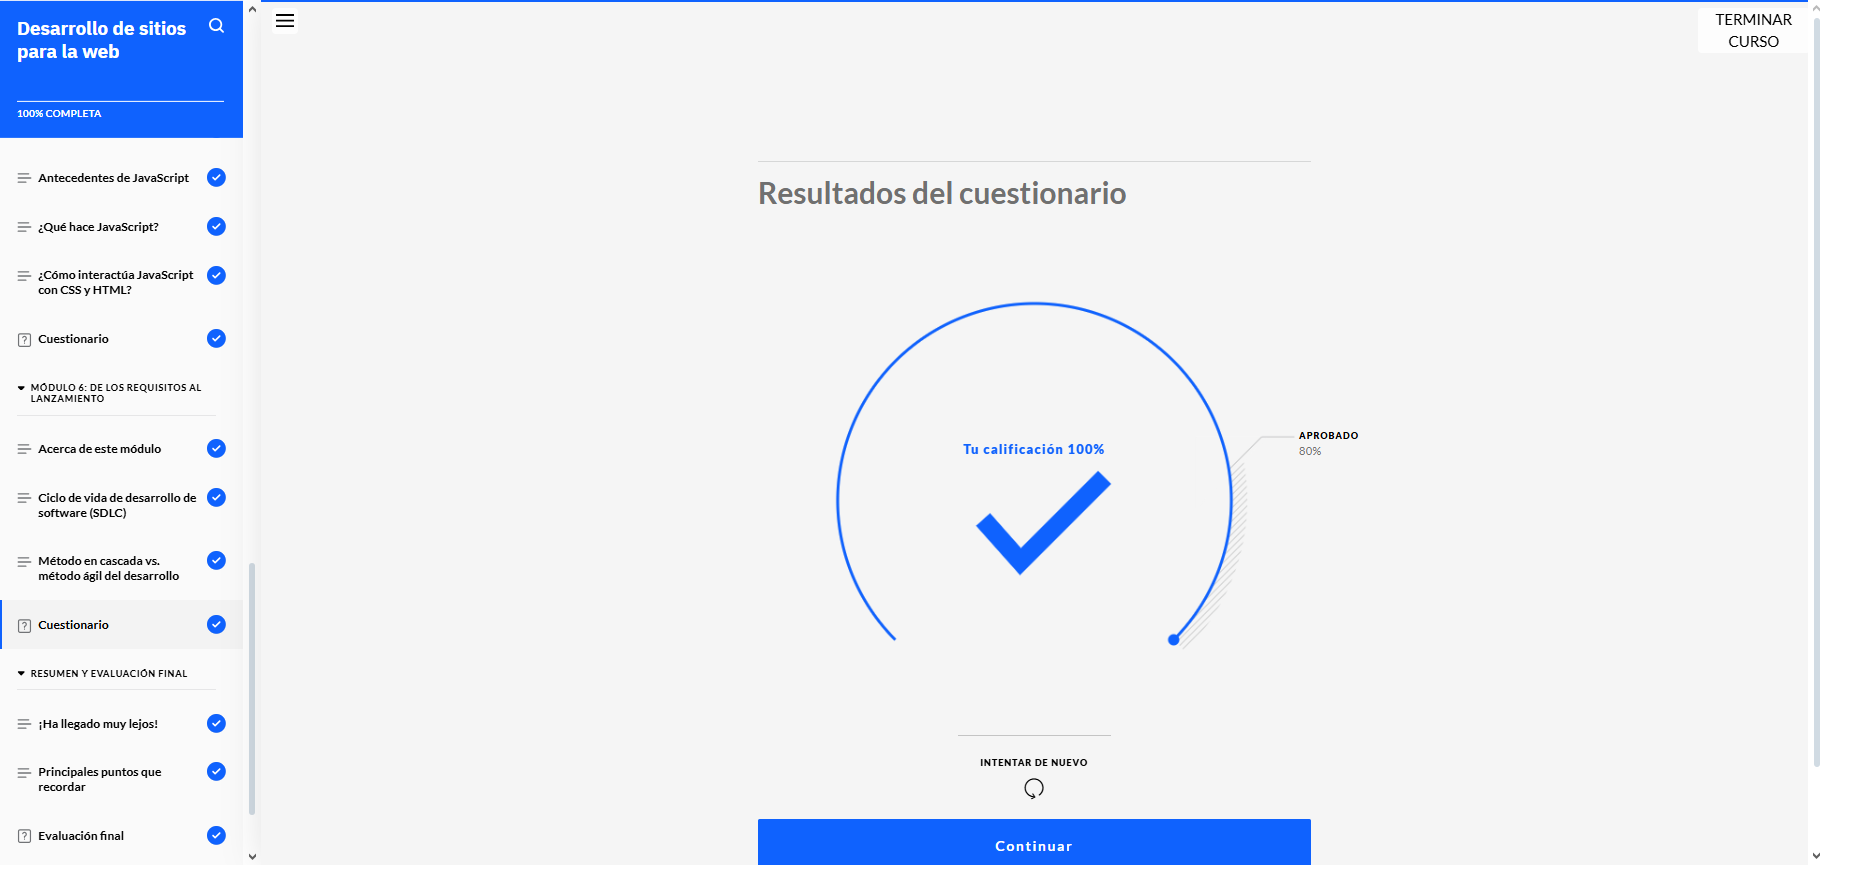 Desarrollo de sitios
para la web
100% COMPLETA
Antecedentes de JavaScript
¿Qué hace JavaScript?
¿Cómo interactúa JavaScript
con CSS y HTML?
Cuestionario
MÓDULO 6: DE LOS REQUISITOS AL
LANZAMIENTO
Acerca de este módulo
Ciclo de vida de desarrollo de
software (SDLC)
Método en cascada vs.
método ágil del desarrollo
Cuestionario
RESUMEN Y EVALUACIÓN FINAL
¡Ha llegado muy lejos!
Principales puntos que
recordar
Evaluación final
TERMINAR
CURSO
Resultados del cuestionario
Tu calificación 100%
APROBADO
80%
INTENTAR DE NUEVO
Continuar